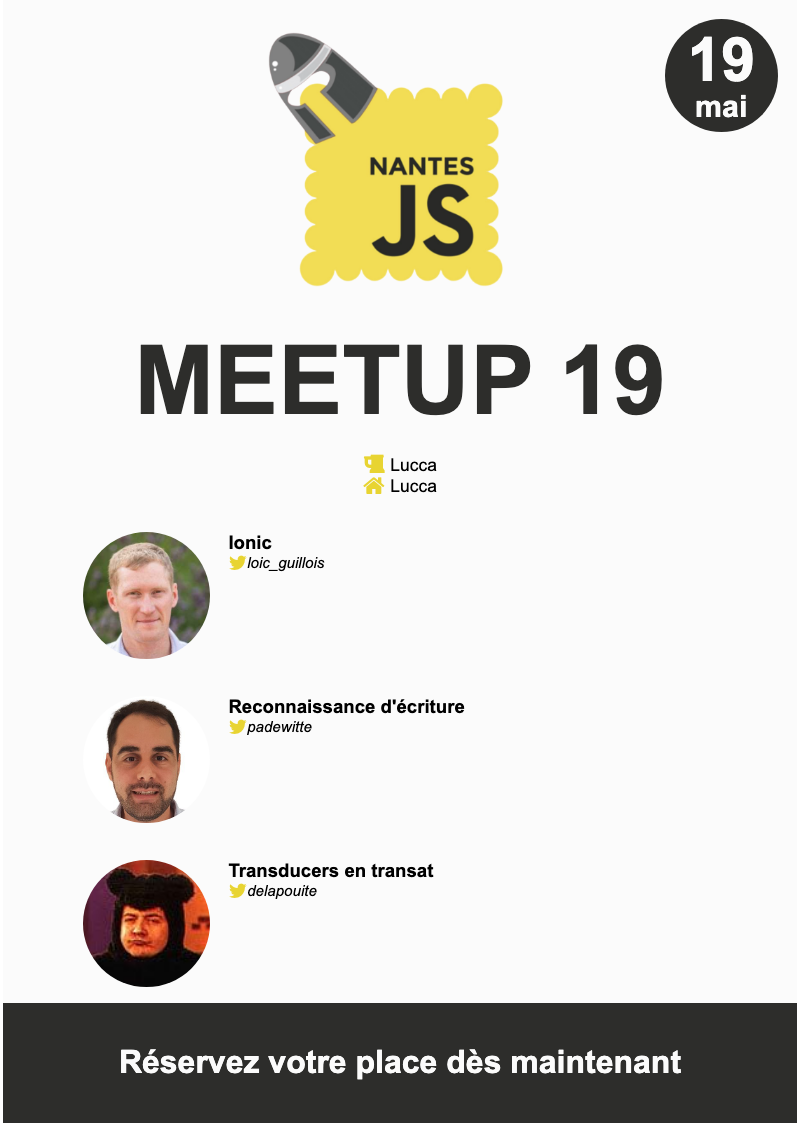 19
mai
NANTES
JS
MEETUP 19
Lucca
Lucca
Ionic
loic_guillois
Reconnaissance d'écriture
padewitte
Transducers en transat
delapouite
Réservez votre place dès maintenant